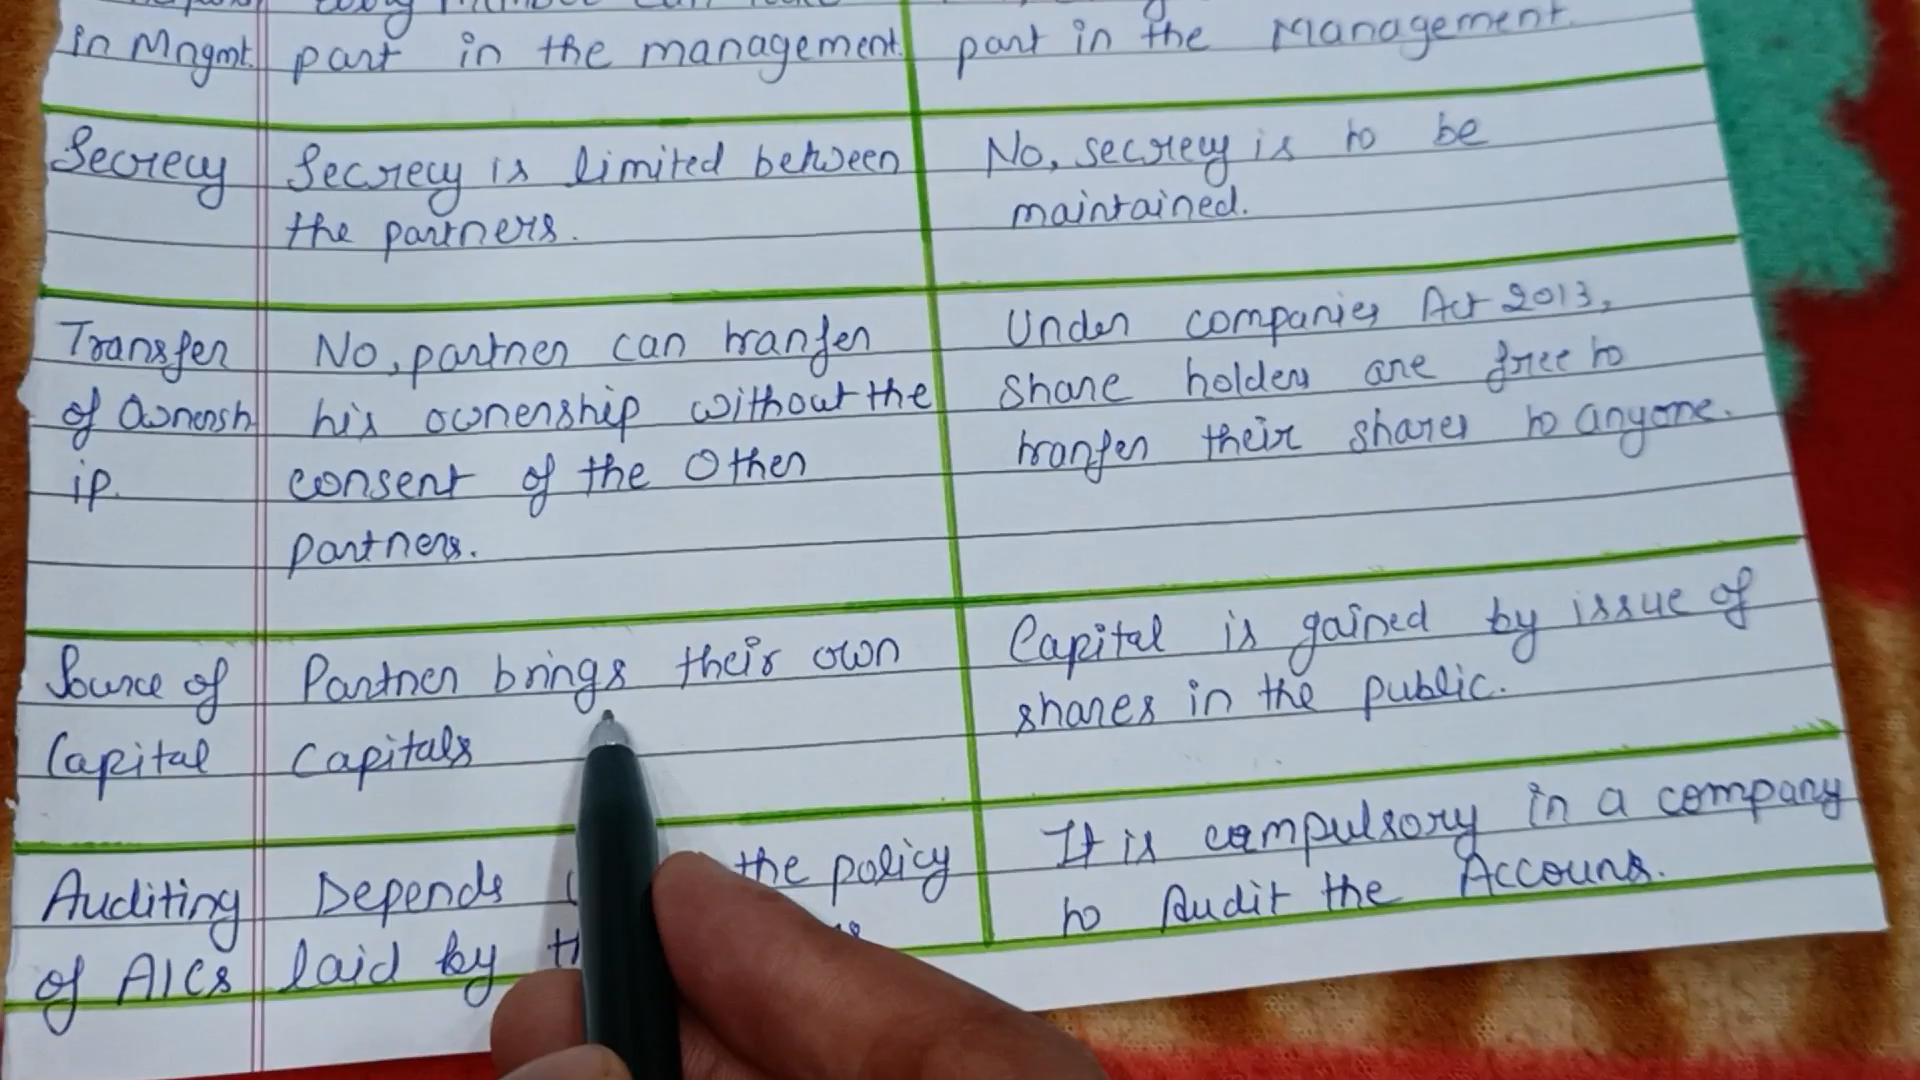 in Mngmt. part in the management. part in the Management.
Secrecy Secrecy is limited between No, secrecy is to be
the partners. maintained.
Transfer No, partner can tranfer Under companies Act 2013,
of Ownersh his ownership without the share holders are free to
ip. consent of the Other tranfer their shares to anyone.
partners.
Source of Partner brings their own Capital is gained by issue of
Capital Capitals shares in the public.
Auditing Depends the policy It is compulsory in a company
of A/Cs laid by to Audit the Accouns.